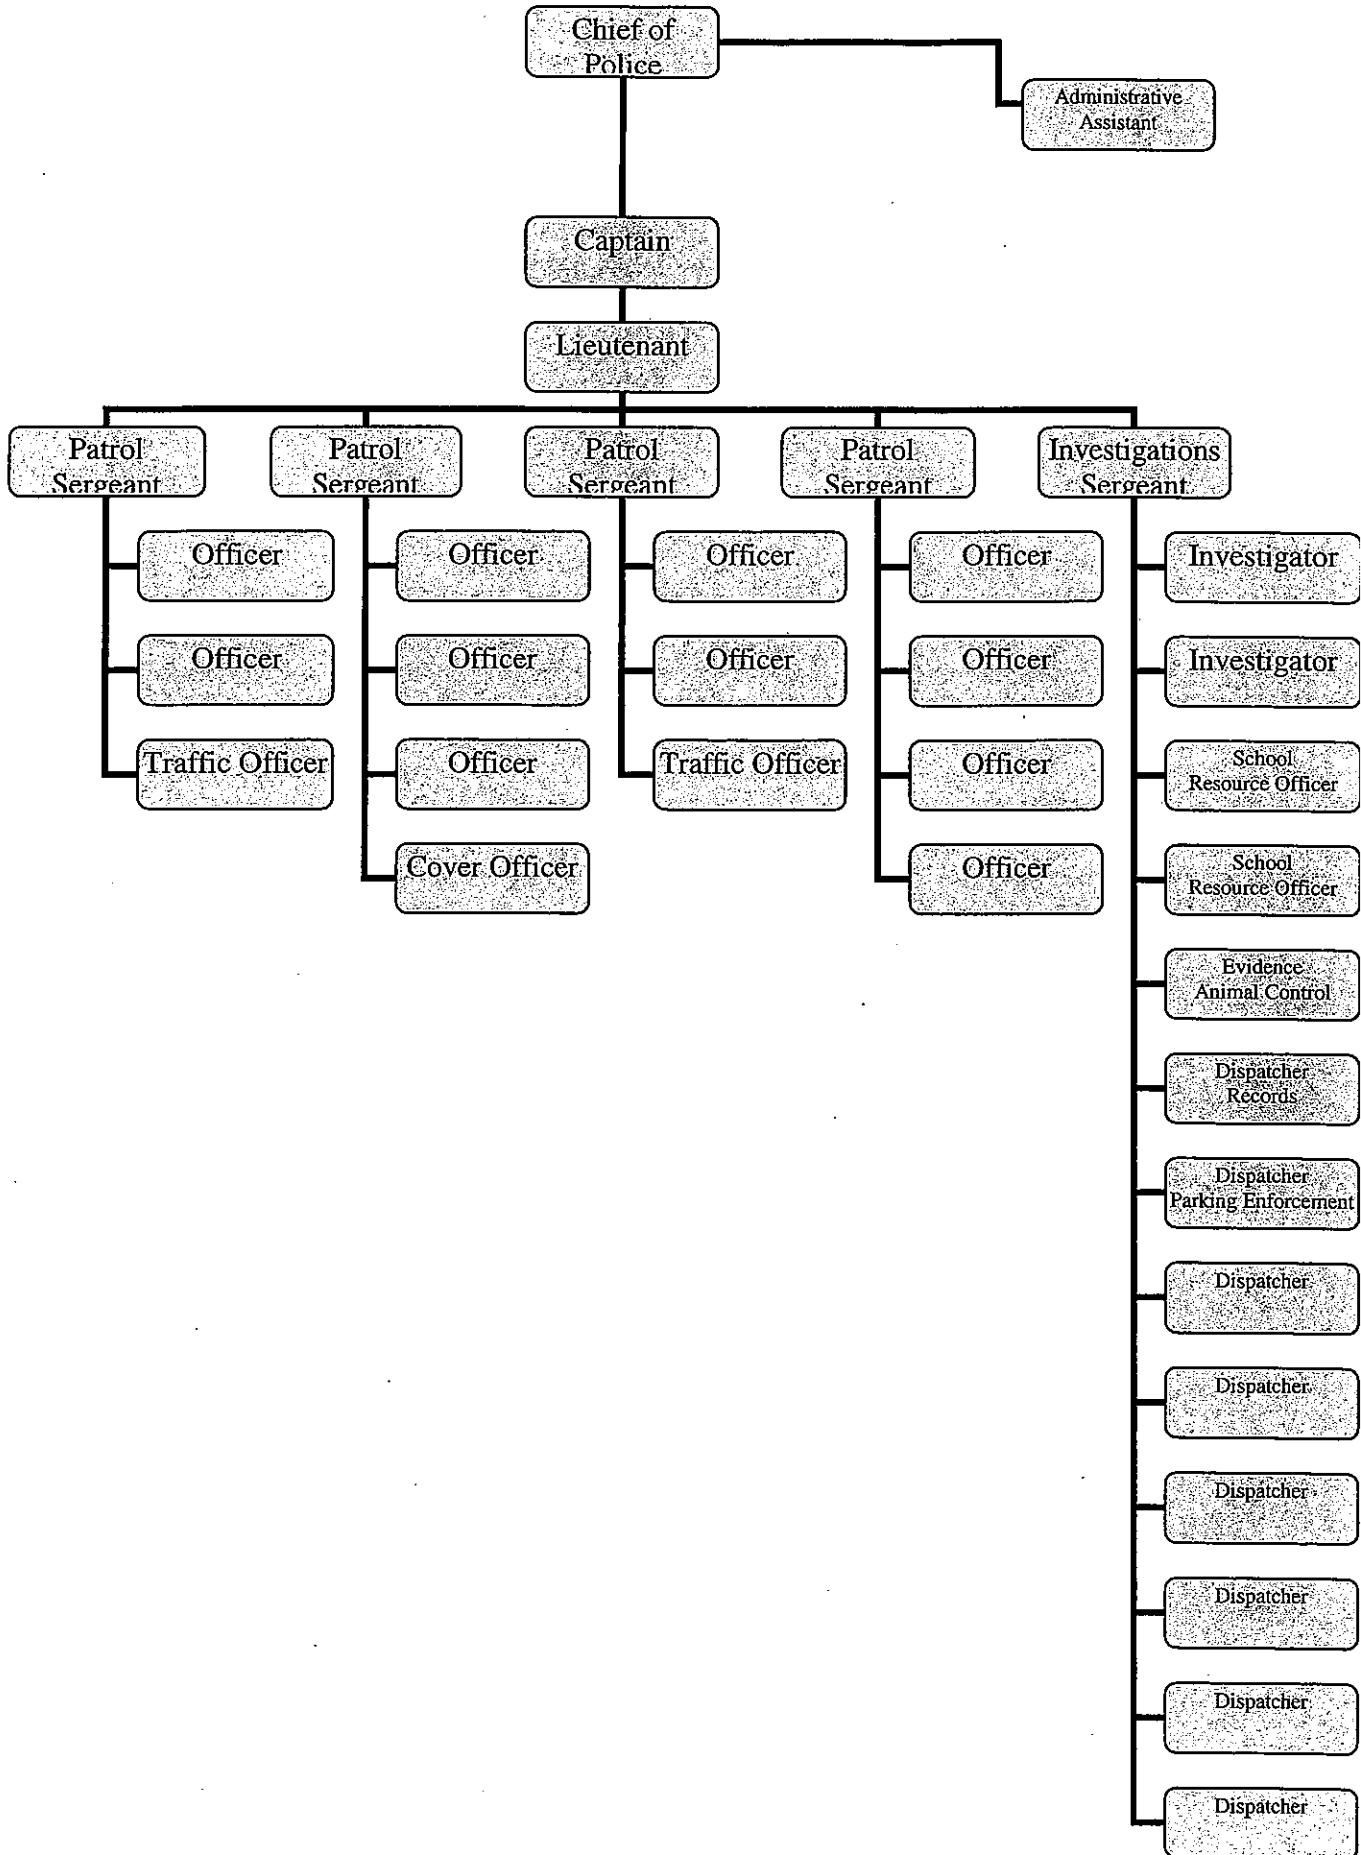 Chief of
Police
Administrative
Assistant
Captain
Lieutenant
Patrol
Sergeant
Patrol
Sergeant
Patrol
Sergeant
Patrol
Sergeant
Investigations
Sergeant
Officer
Officer
Traffic Officer
Officer
Officer
Officer
Cover Officer
Officer
Officer
Traffic Officer
Officer
Officer
Officer
Officer
Investigator
Investigator
School
Resource Officer
School
Resource Officer
Evidence
Animal Control
Dispatcher
Records
Dispatcher
Parking Enforcement
Dispatcher
Dispatcher
Dispatcher
Dispatcher
Dispatcher
Dispatcher